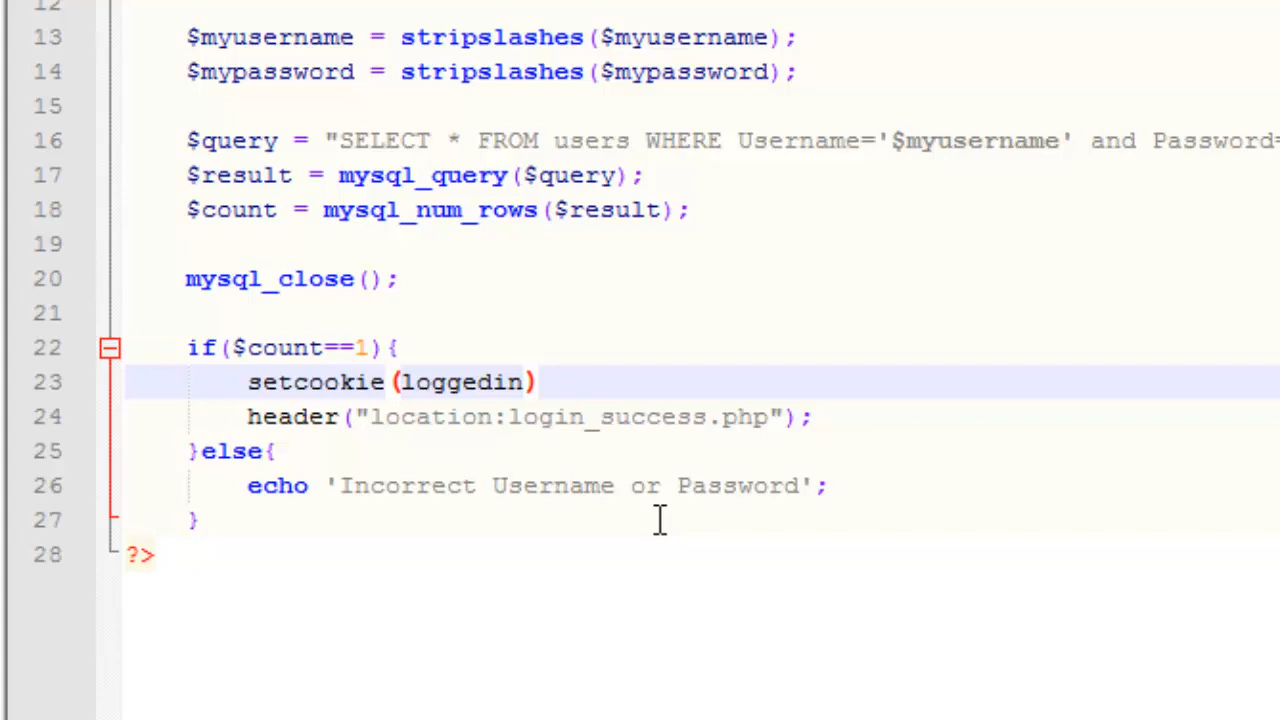 12
13 $myusername = stripslashes($myusername);
14 $mypassword = stripslashes($mypassword);
15
16 $query = "SELECT * FROM users WHERE Username='$myusername' and Password=
17 $result = mysql_query($query);
18 $count = mysql_num_rows($result);
19
20 mysql_close();
21
22 if($count==1){
23 setcookie(loggedin)
24 header("location:login_success.php");
25 }else{
26 echo 'Incorrect Username or Password';
27 }
28 ?>